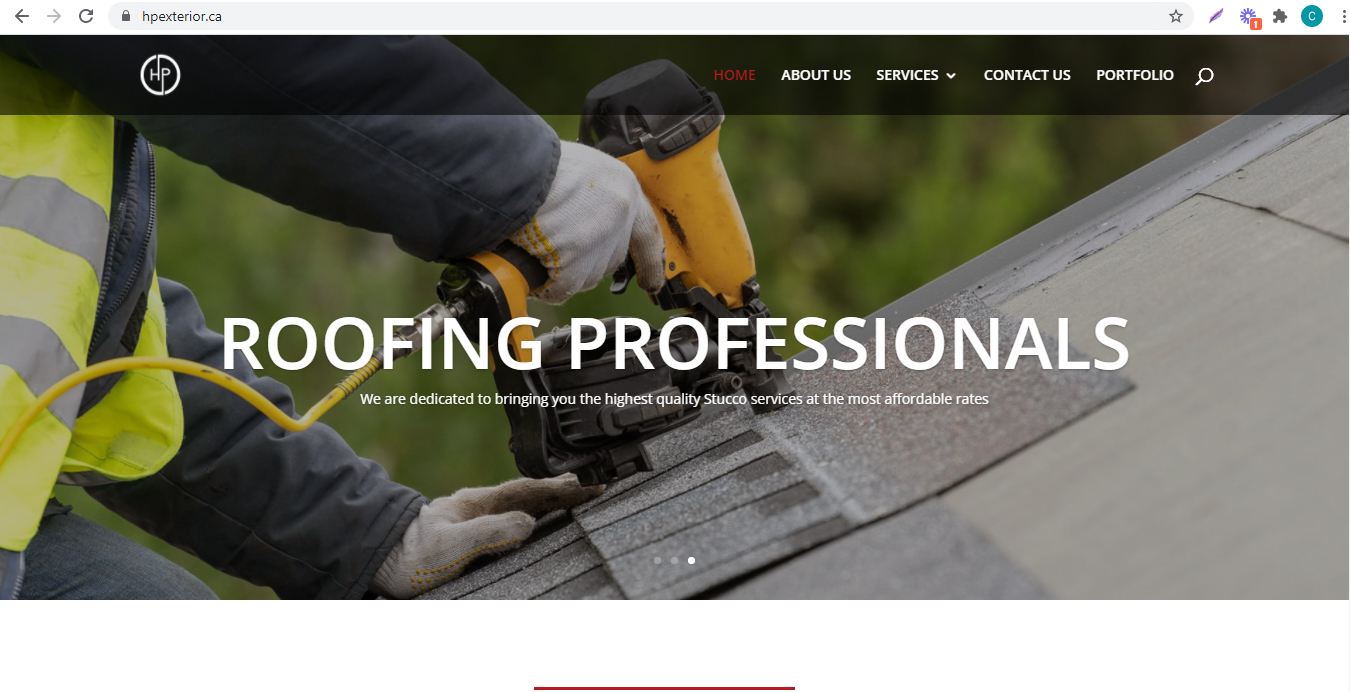 hpexterior.ca
1
C
HP
HOME ABOUT US SERVICES CONTACT US PORTFOLIO
ROOFING PROFESSIONALS
We are dedicated to bringing you the highest quality Stucco services at the most affordable rates